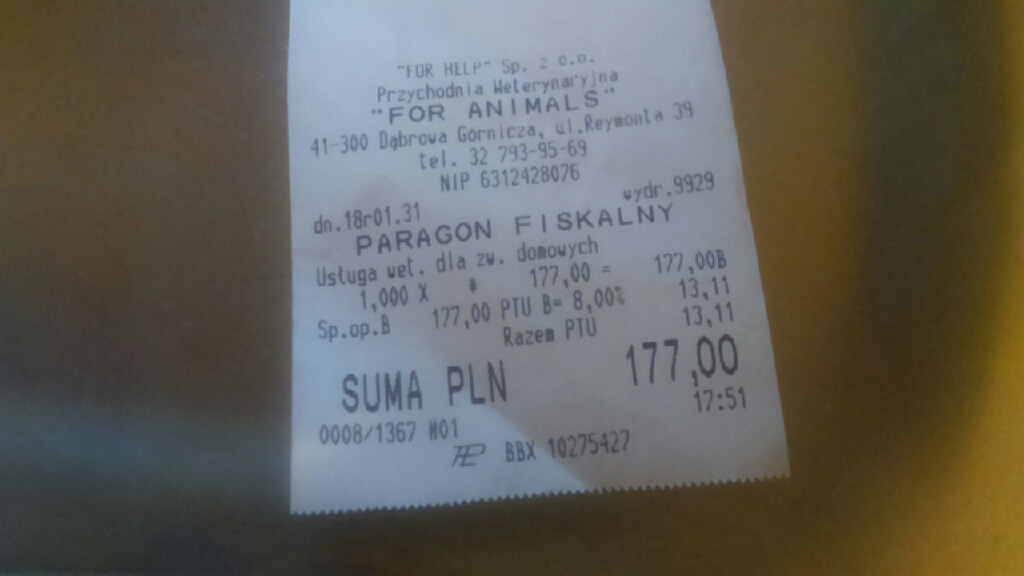 "FOR HELP" Sp. z o.o.
Przychodnia Weterynaryjna
"FOR ANIMALS"
41-300 Dąbrowa Górnicza, ul.Reymonta 39
tel. 32 793-95-69
NIP 6312428076
dn.18r01.31 wydr.9929
PARAGON FISKALNY
Usługa wet. dla zw. domowych
1,000 X * 177,00 = 177,00B
Sp.op.B 177,00 PTU B= 8,00% 13,11
Razem PTU 13,11
SUMA PLN 177,00
17:51
0008/1367 #01
BBX 10275427